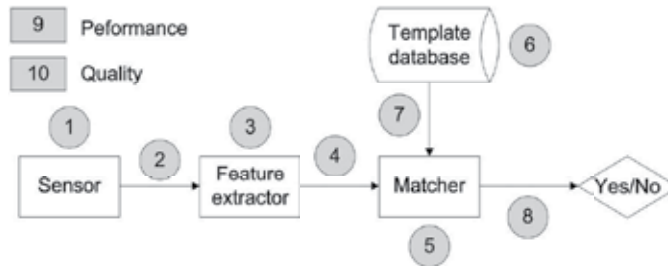 9 Peformance
10 Quality
Template
database
6
7
1
2
3
4
Sensor
Feature
extractor
Matcher
5
8
Yes/No